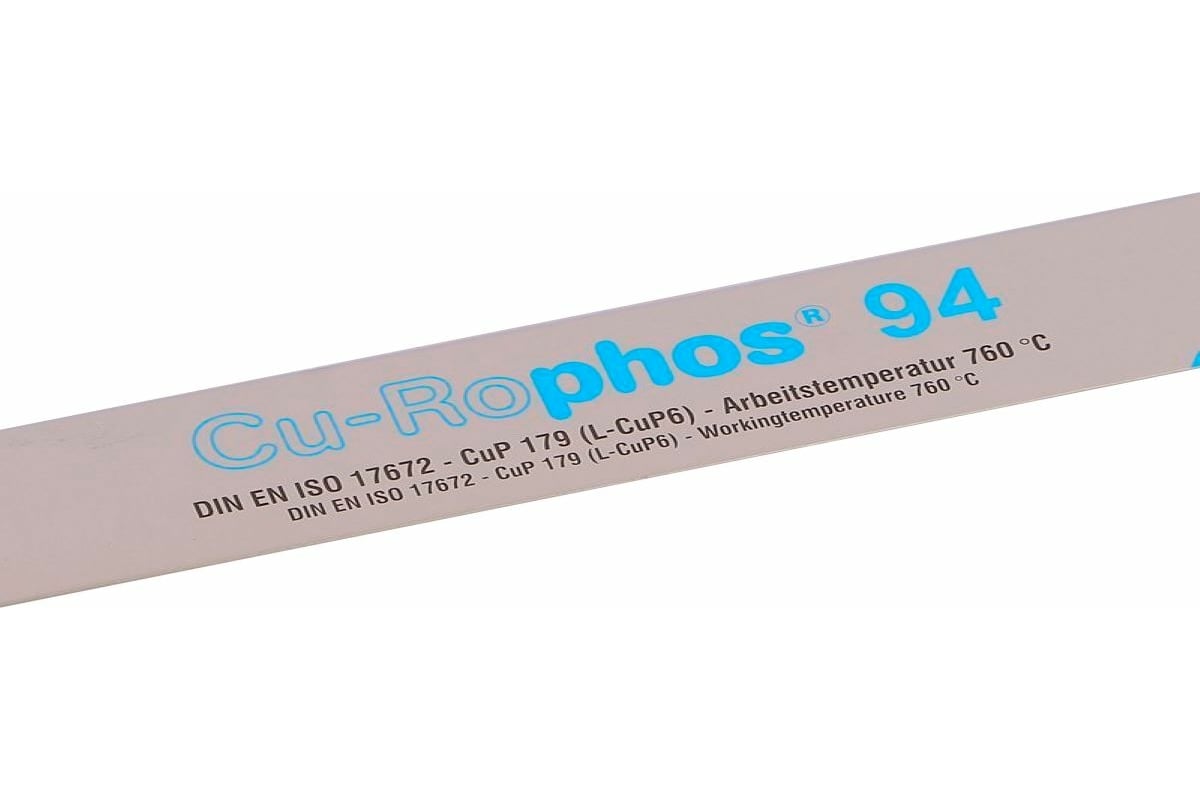 Cu-Rophos® 94
DIN EN ISO 17672 - CuP 179 (L-CuP6) - Arbeitstemperatur 760 °C
DIN EN ISO 17672 - CuP 179 (L-CuP6) - Workingtemperature 760 °C